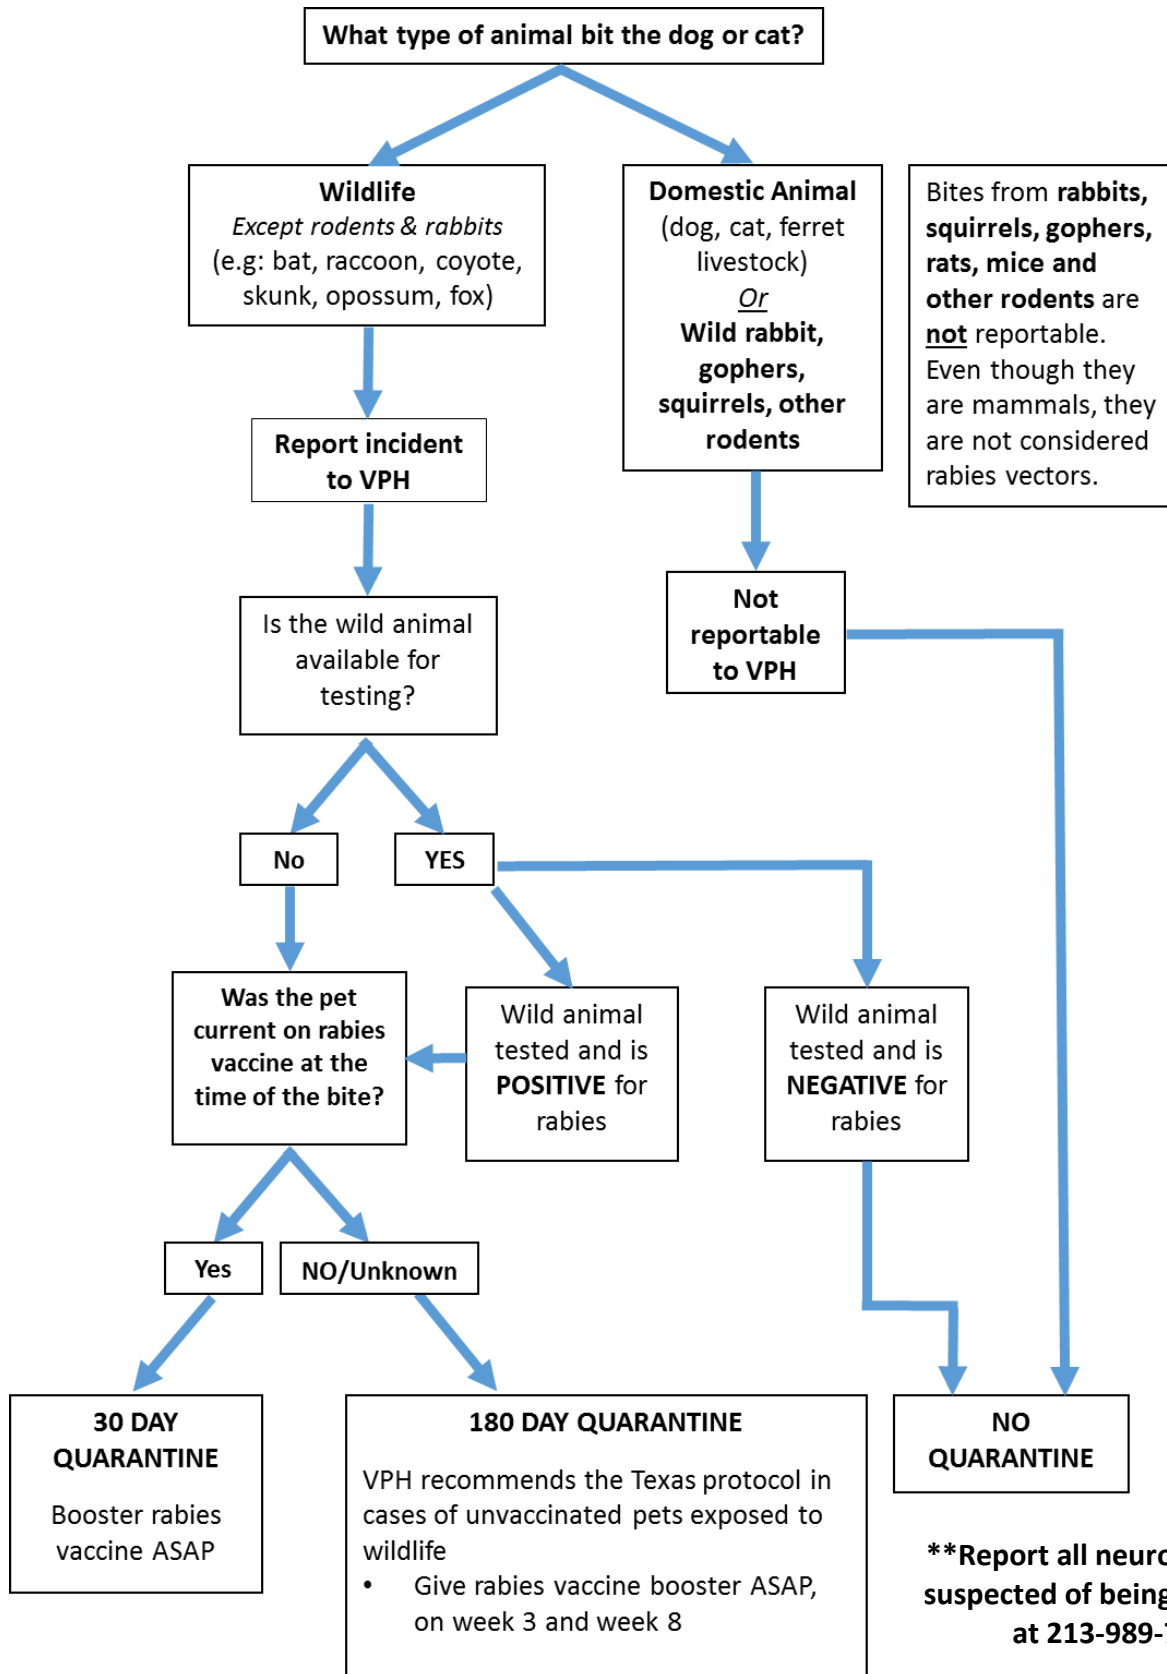 What type of animal bit the dog or cat?
Wildlife
Except rodents & rabbits
(e.g: bat, raccoon, coyote,
skunk, opossum, fox)
Domestic Animal
(dog, cat, ferret
livestock)
Or
Wild rabbit,
gophers,
squirrels, other
rodents
Bites from rabbits,
squirrels, gophers,
rats, mice and
other rodents are
not reportable.
Even though they
are mammals, they
are not considered
rabies vectors.
Report incident
to VPH
Not
reportable
to VPH
Is the wild animal
available for
testing?
No
YES
Was the pet
current on rabies
vaccine at the
time of the bite?
Wild animal
tested and is
POSITIVE for
rabies
Wild animal
tested and is
NEGATIVE for
rabies
Yes
NO/Unknown
30 DAY
QUARANTINE
Booster rabies
vaccine ASAP
180 DAY QUARANTINE
VPH recommends the Texas protocol in
cases of unvaccinated pets exposed to
wildlife
• Give rabies vaccine booster ASAP,
on week 3 and week 8
NO
QUARANTINE
**Report all neuro
suspected of being
at 213-989-